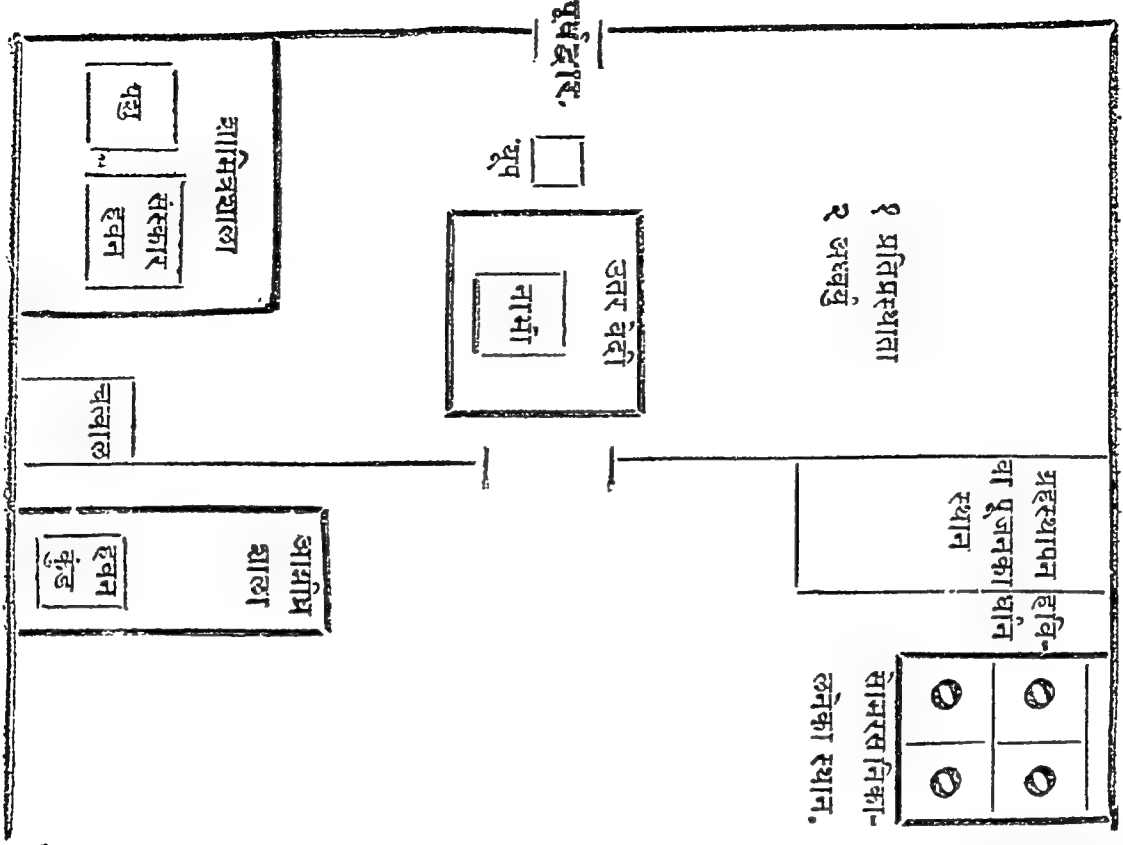 पूर्वद्वार.
यूप
पशु
शामित्रशाला
संस्कार
हवन
उत्तर वेदी
नाभी
१ प्रतिप्रस्थाता
२ अध्वर्यु
चत्वाल
ग्रहस्थापन हवि-
वा पूजनका धनि
स्थान
आग्नीध्र
शाला
हवन
कुंड
सोमरस निका-
लनेका स्थान.